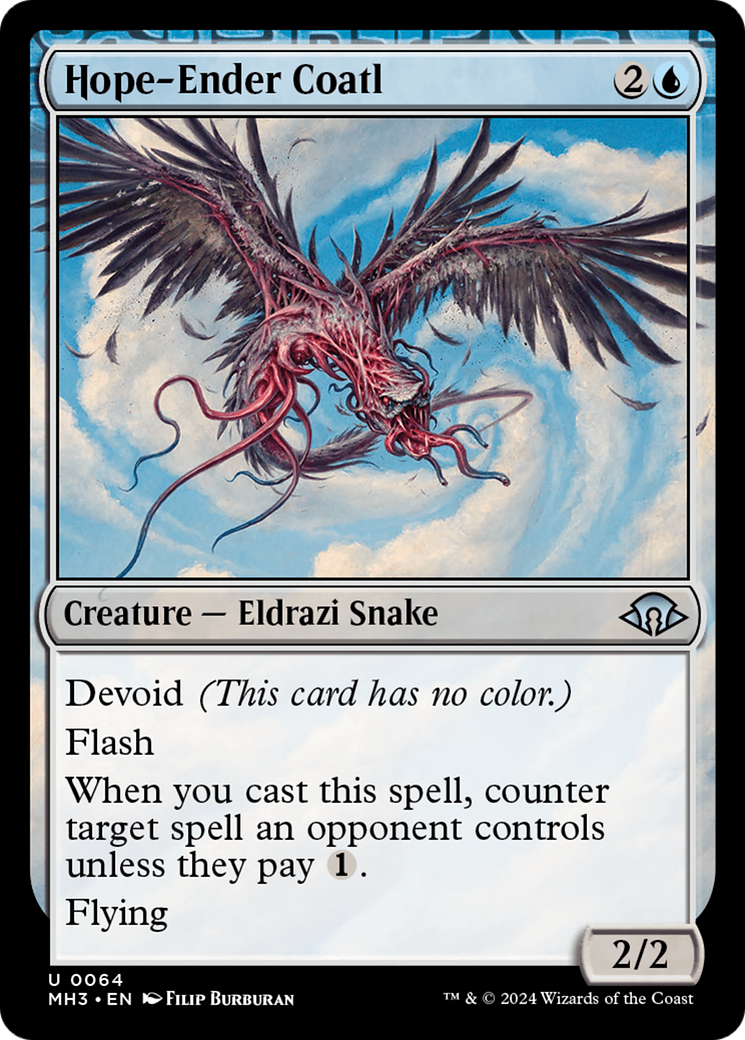 Hope-Ender Coatl 2
Creature — Eldrazi Snake
Devoid (This card has no color.)
Flash
When you cast this spell, counter
target spell an opponent controls
unless they pay 1.
Flying
2/2
U 0064
MH3 • EN Filip Burburan
™ & © 2024 Wizards of the Coast